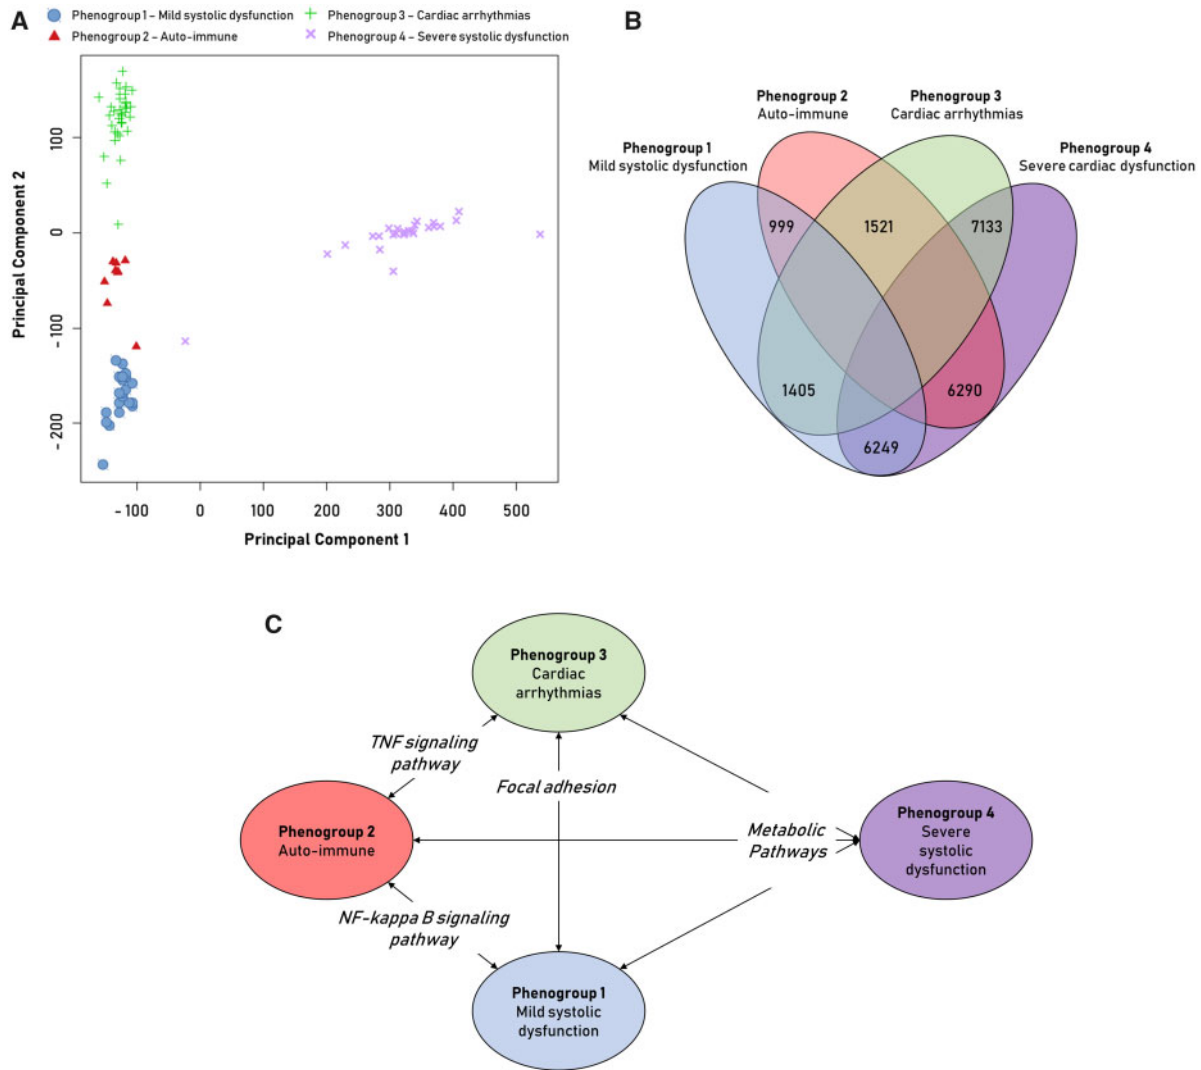 A
Phenogroup 1 – Mild systolic dysfunction
Phenogroup 3 – Cardiac arrhythmias
Phenogroup 2 – Auto-immune
Phenogroup 4 – Severe systolic dysfunction
Principal Component 2
100
0
- 100
- 200
- 100
0
100
200
300
400
500
Principal Component 1
B
Phenogroup 2
Auto-immune
Phenogroup 3
Cardiac arrhythmias
Phenogroup 1
Mild systolic dysfunction
Phenogroup 4
Severe cardiac dysfunction
999
1521
7133
1405
6290
6249
C
Phenogroup 3
Cardiac
arrhythmias
TNF signaling
pathway
Focal adhesion
Phenogroup 2
Auto-immune
Metabolic
Pathways
Phenogroup 4
Severe
systolic
dysfunction
NF-kappa B signaling
pathway
Phenogroup 1
Mild systolic
dysfunction